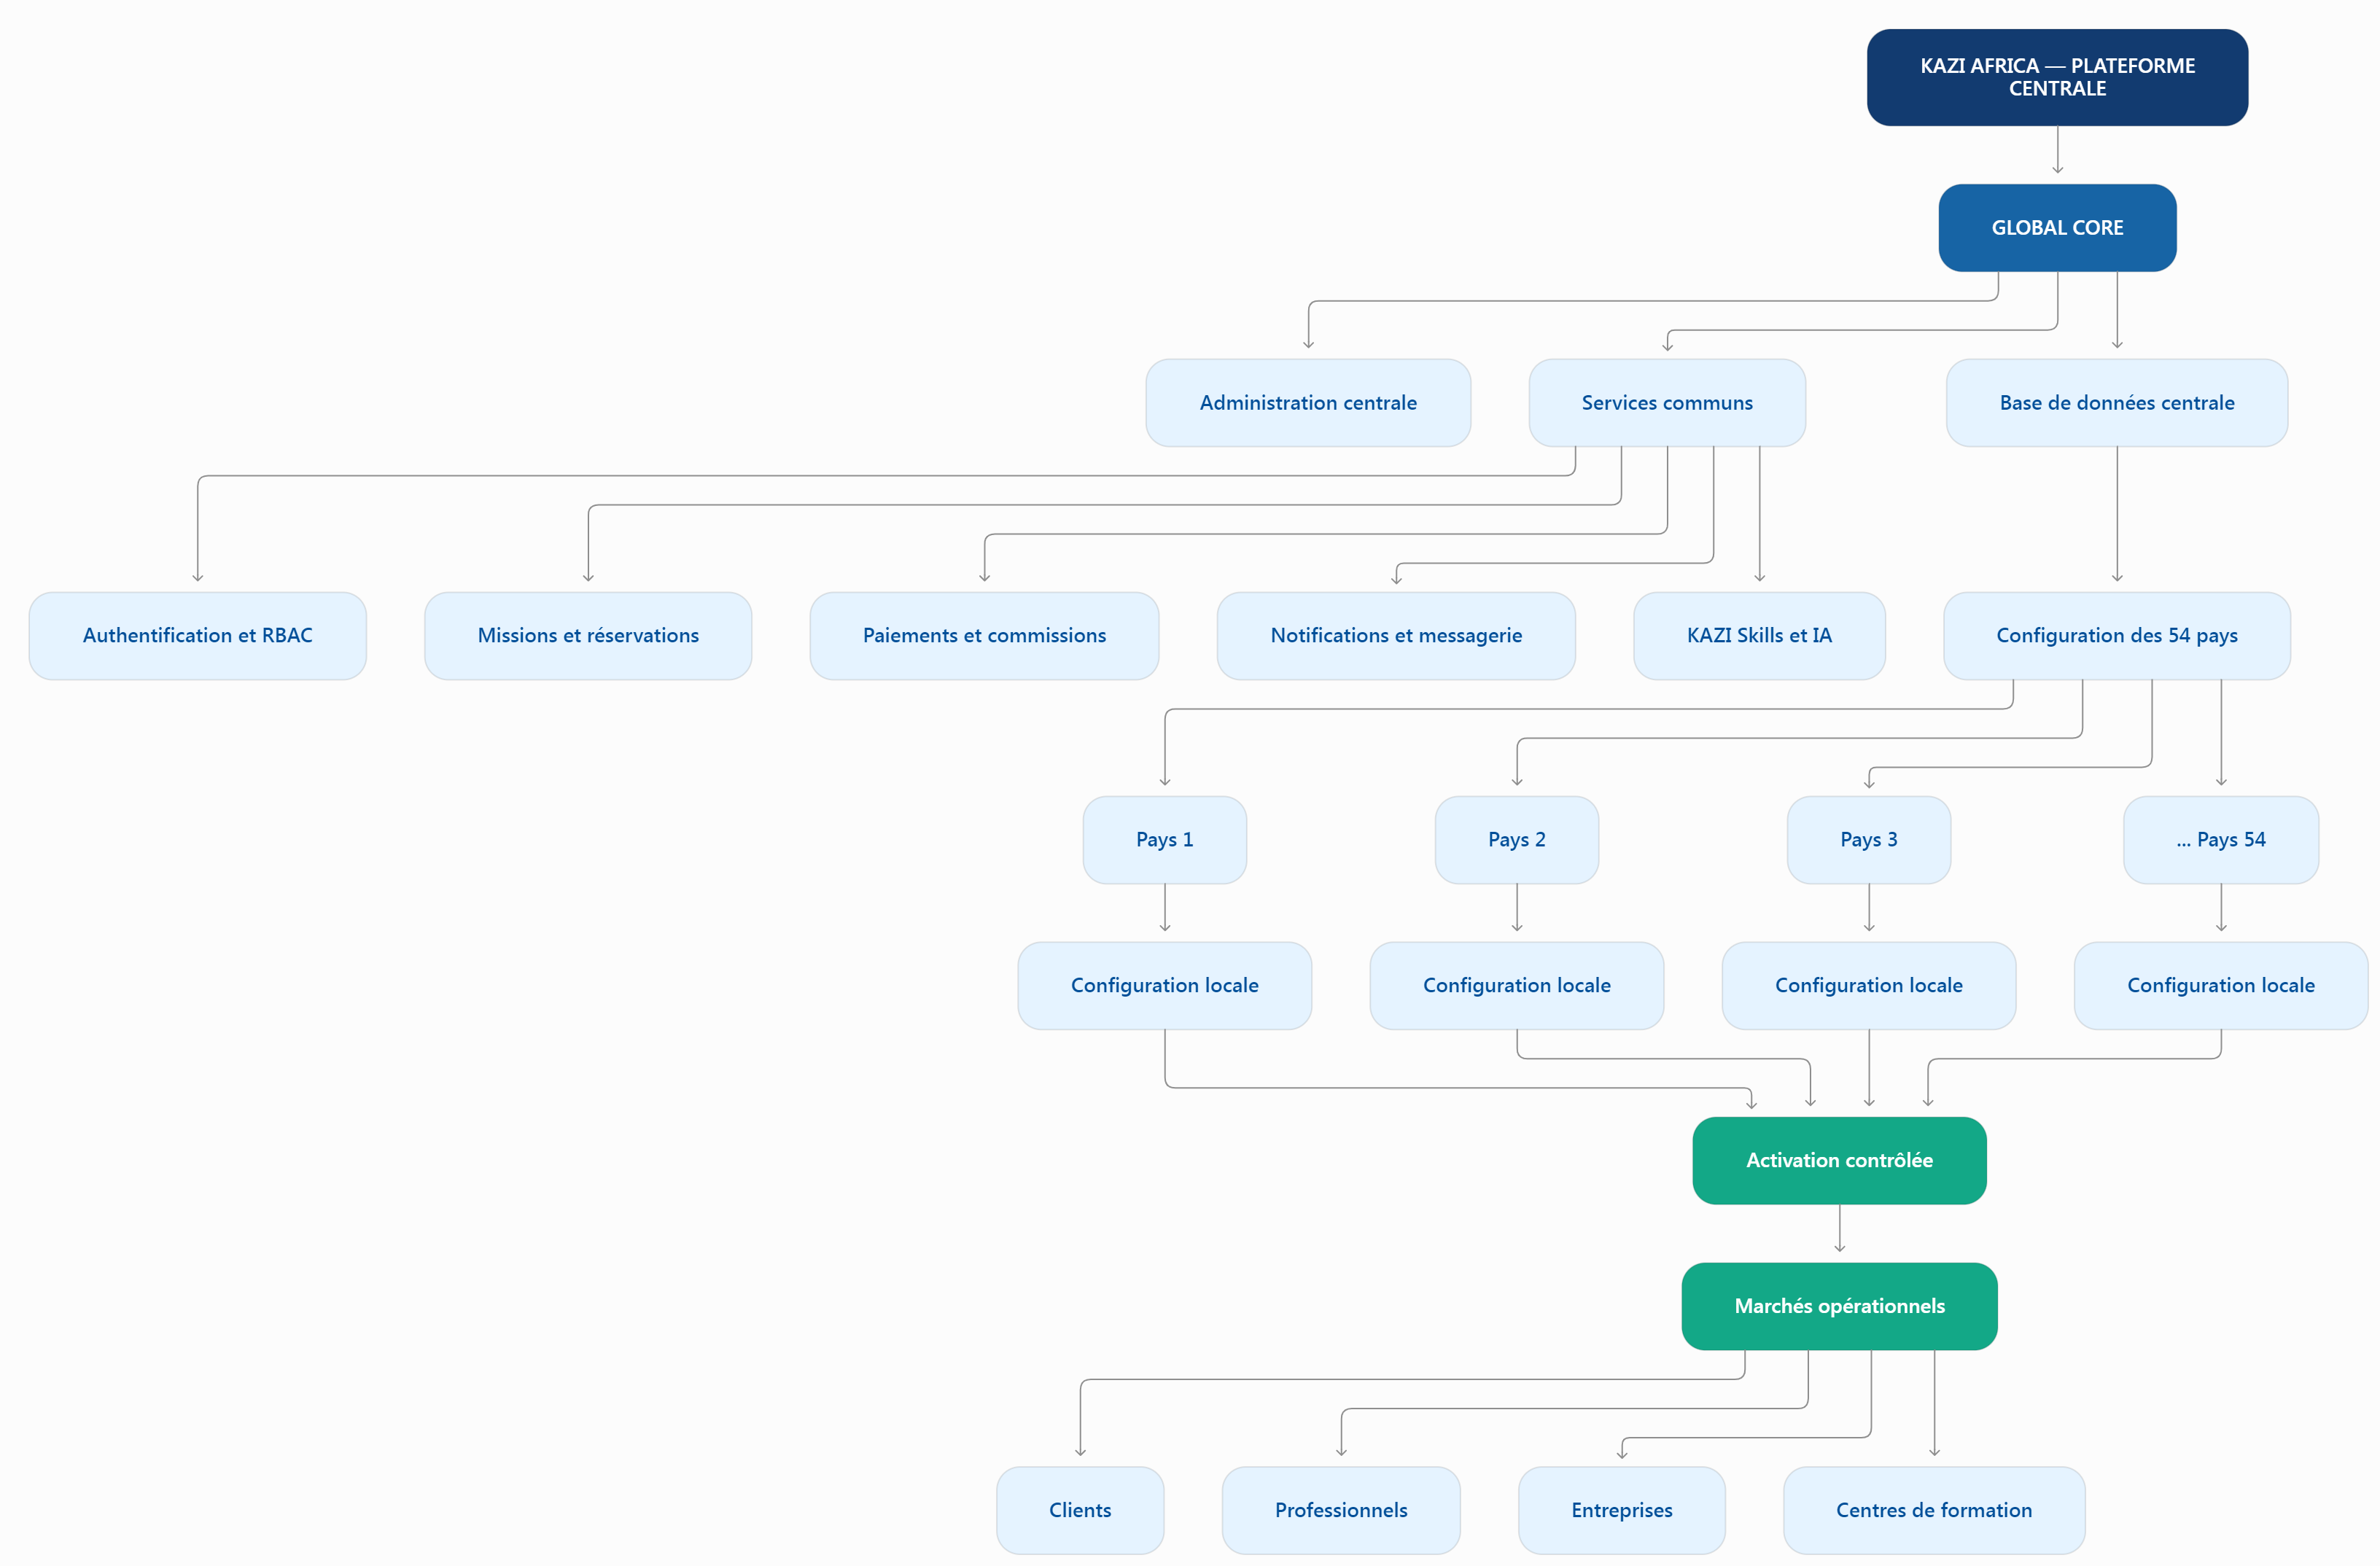 KAZI AFRICA — PLATEFORME
CENTRALE
GLOBAL CORE
Administration centrale
Services communs
Base de données centrale
Authentification et RBAC
Missions et réservations
Paiements et commissions
Notifications et messagerie
KAZI Skills et IA
Configuration des 54 pays
Pays 1
Pays 2
Pays 3
... Pays 54
Configuration locale
Configuration locale
Configuration locale
Configuration locale
Activation contrôlée
Marchés opérationnels
Clients
Professionnels
Entreprises
Centres de formation